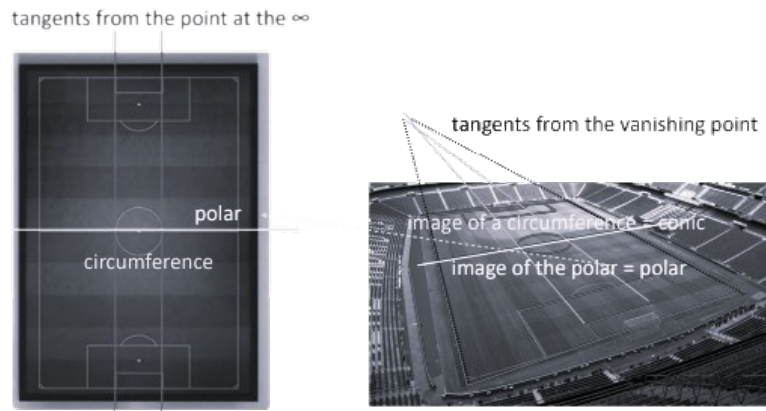 tangents from the point at the ∞
polar
circumference
tangents from the vanishing point
image of a circumference = conic
image of the polar = polar